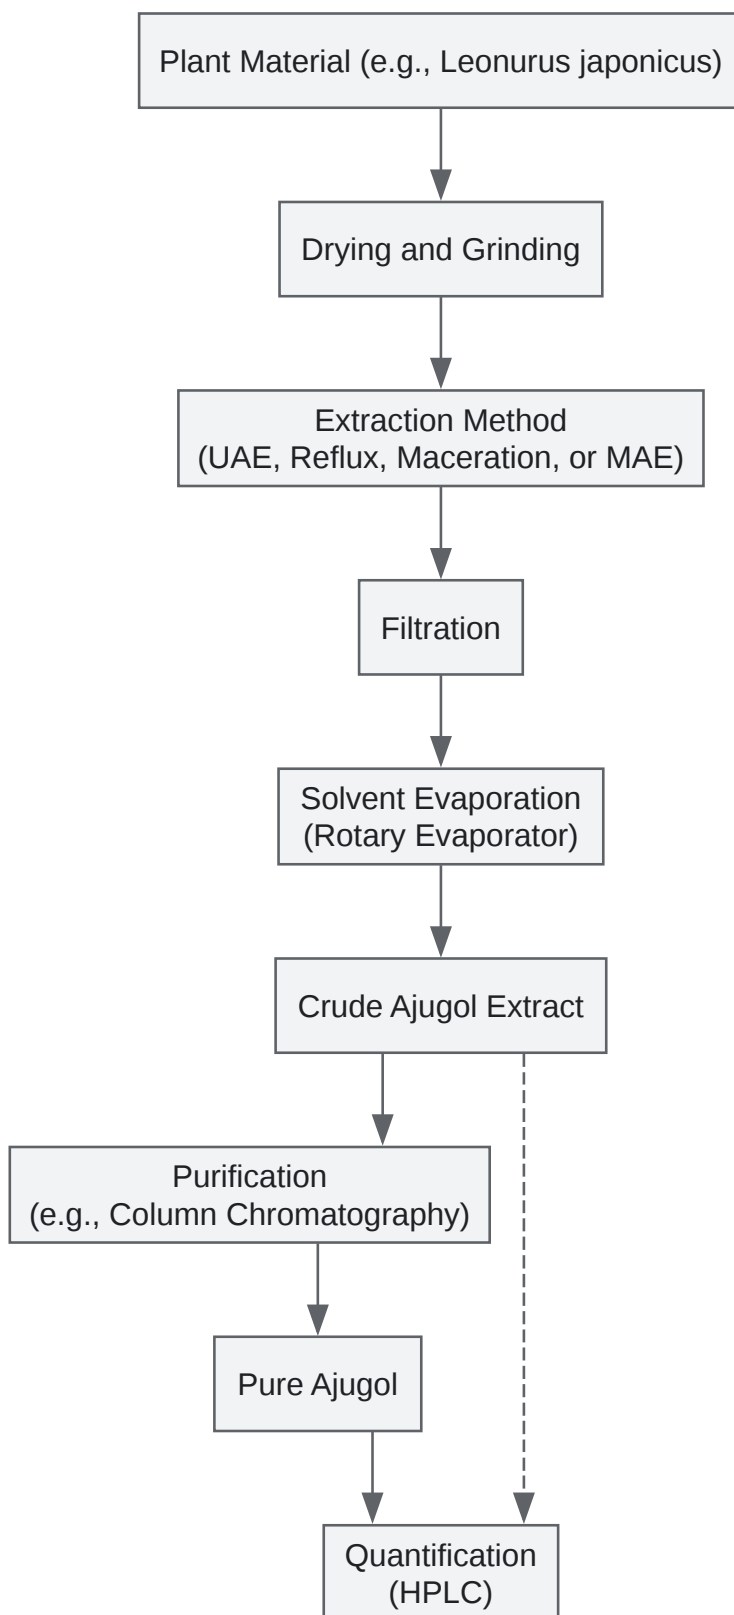 Plant Material (e.g., Leonurus japonicus)
Drying and Grinding
Extraction Method
(UAE, Reflux, Maceration, or MAE)
Filtration
Solvent Evaporation
(Rotary Evaporator)
Crude Ajugol Extract
Purification
(e.g., Column Chromatography)
Pure Ajugol
Quantification
(HPLC)